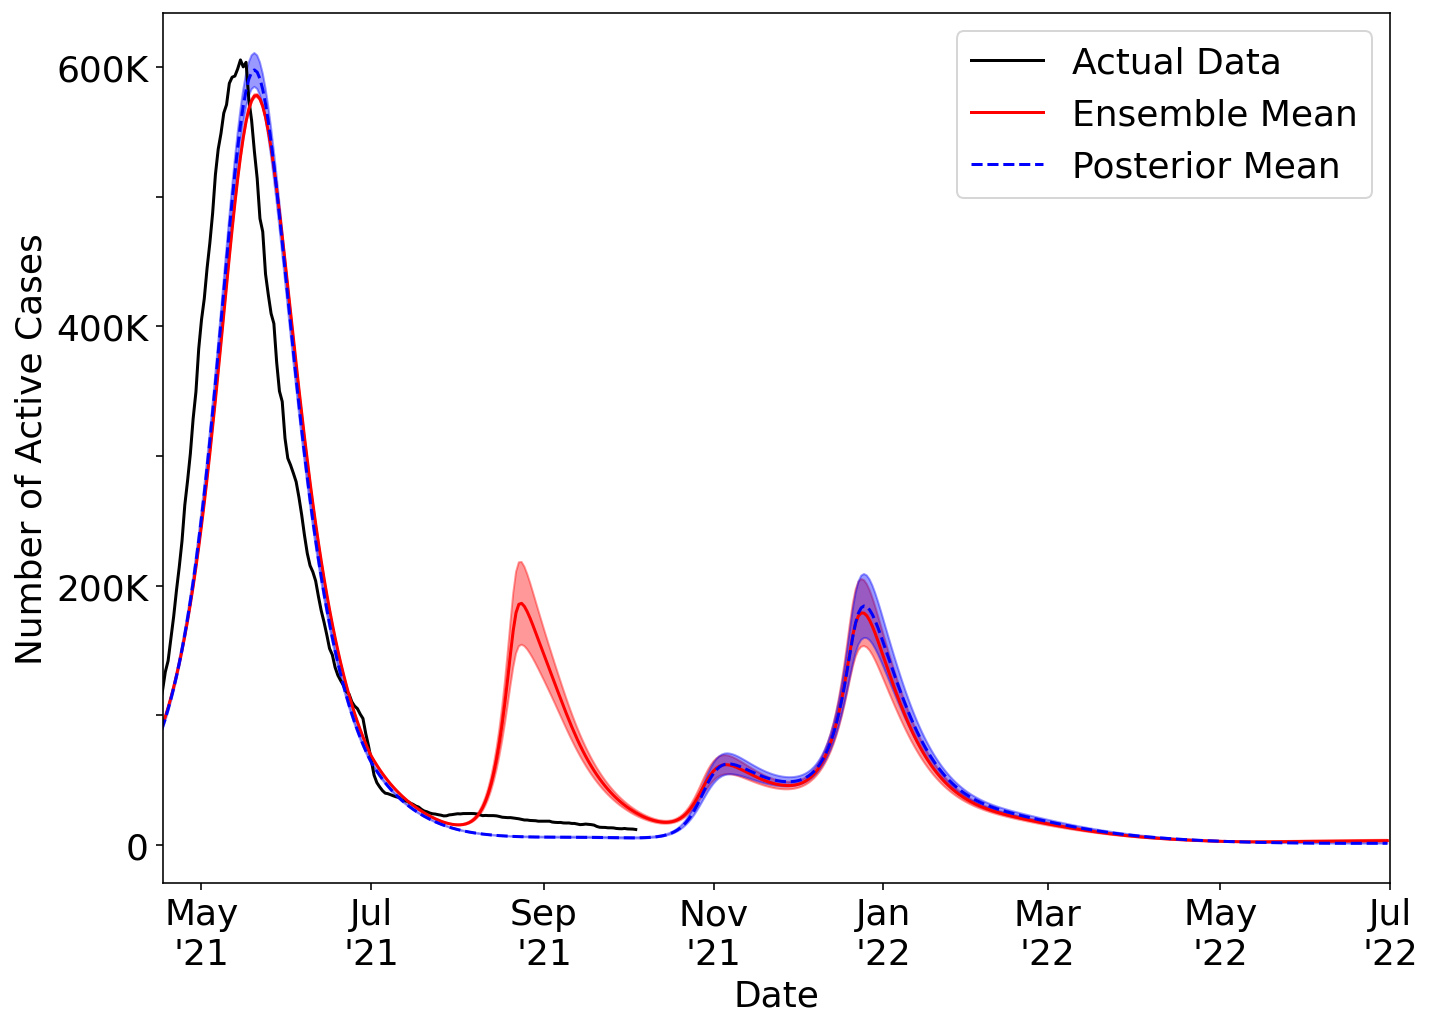 Actual Data
Ensemble Mean
Posterior Mean
Number of Active Cases
600K
400K
200K
0
May Jul Sep Nov Jan Mar May Jul
'21 '21 '21 '21 '22 '22 '22 '22
Date